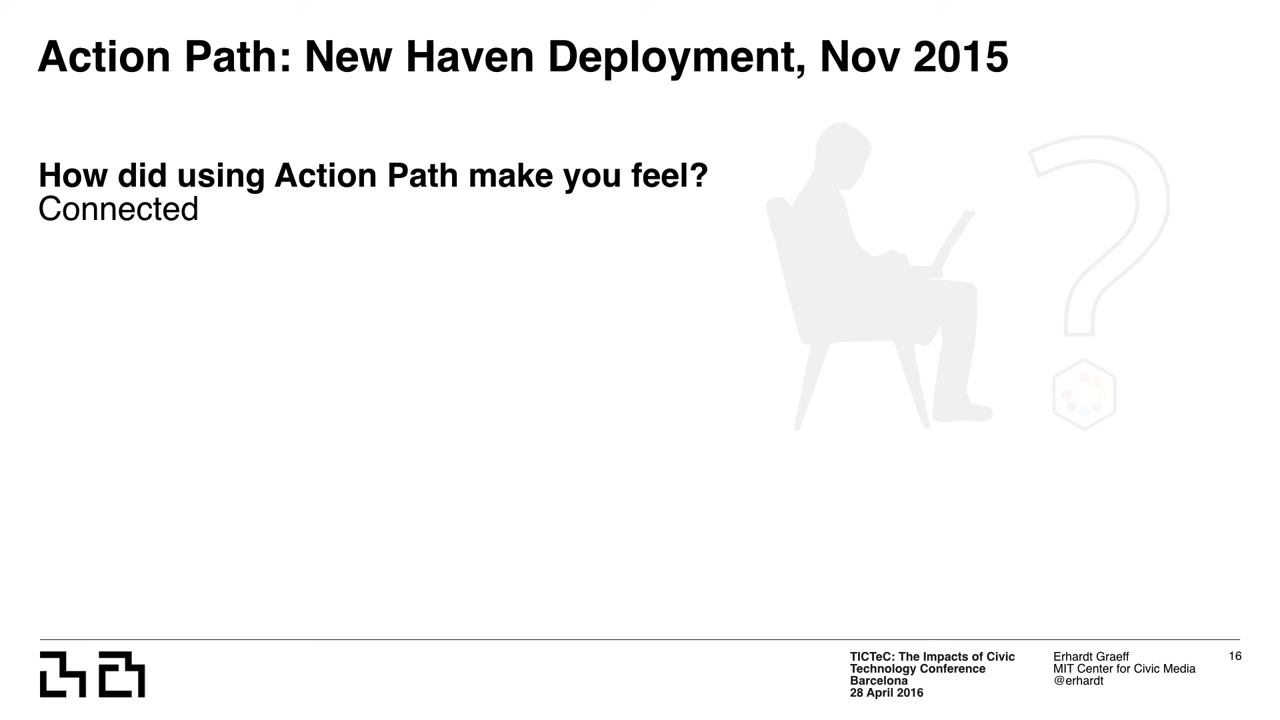 Action Path: New Haven Deployment, Nov 2015
How did using Action Path make you feel?
Connected
TICTeC: The Impacts of Civic
Technology Conference
Barcelona
28 April 2016
Erhardt Graeff
MIT Center for Civic Media
@erhardt
16